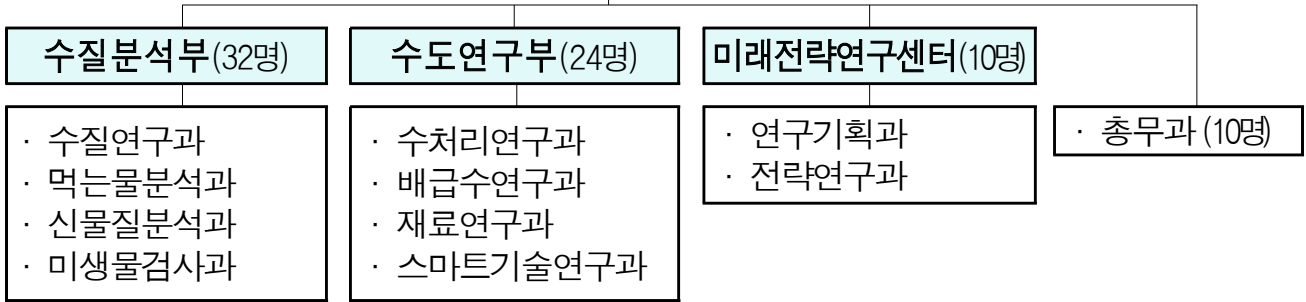 수질분석부(32명)
· 수질연구과
· 먹는물분석과
· 신물질분석과
· 미생물검사과
수도연구부(24명)
· 수처리연구과
· 배급수연구과
· 재료연구과
· 스마트기술연구과
미래전략연구센터(10명)
· 연구기획과
· 전략연구과
· 총무과 (10명)